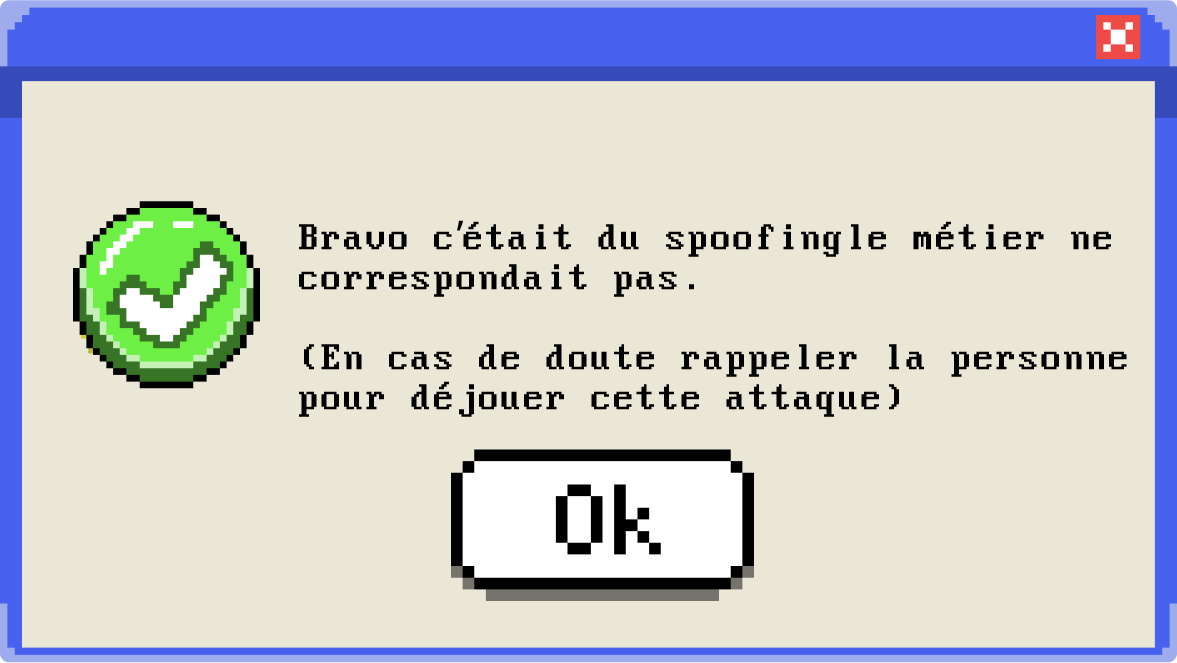 Bravo c'était du spoofingle métier ne
correspondait pas.
(En cas de doute rappeler la personne
pour déjouer cette attaque)
Ok